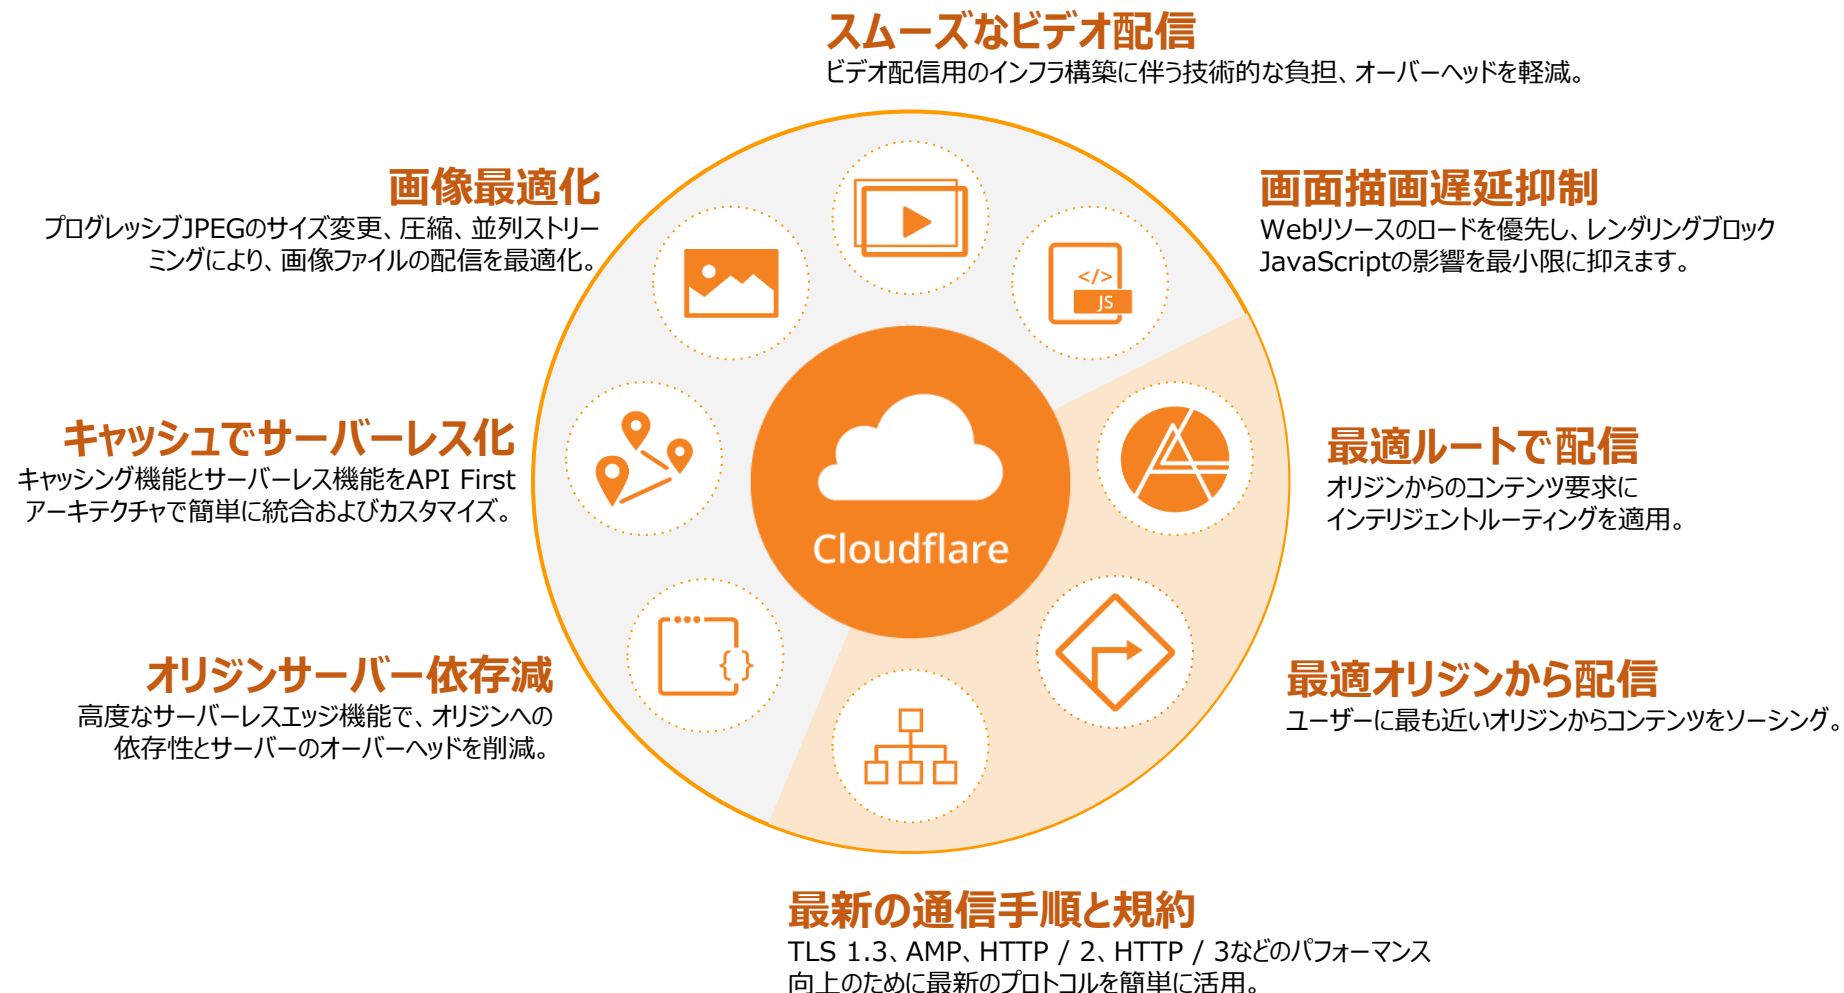 スムーズなビデオ配信
ビデオ配信用のインフラ構築に伴う技術的な負担、オーバーヘッドを軽減。
画像最適化
プログレッシブJPEGのサイズ変更、圧縮、並列ストリー
ミングにより、画像ファイルの配信を最適化。
画面描画遅延抑制
Webリソースのロードを優先し、レンダリングブロック
JavaScriptの影響を最小限に抑えます。
</>
JS
キャッシュでサーバーレス化
キャッシング機能とサーバーレス機能をAPI First
アーキテクチャで簡単に統合およびカスタマイズ。
最適ルートで配信
オリジンからのコンテンツ要求に
インテリジェントルーティングを適用。
Cloudflare
オリジンサーバー依存減
高度なサーバーレスエッジ機能で、オリジンへの
依存性とサーバーのオーバーヘッドを削減。
{}
最適オリジンから配信
ユーザーに最も近いオリジンからコンテンツをソーシング。
最新の通信手順と規約
TLS 1.3、AMP、HTTP / 2、HTTP / 3などのパフォーマンス
向上のために最新のプロトコルを簡単に活用。